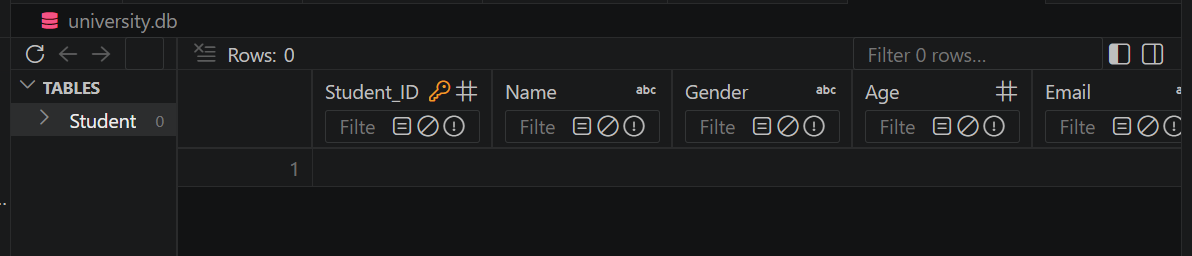 university.db
Rows: 0 Filter 0 rows...
TABLES
Student 0
Student_ID Name abc Gender abc Age Email
Filte Filte Filte Filte Filte
1